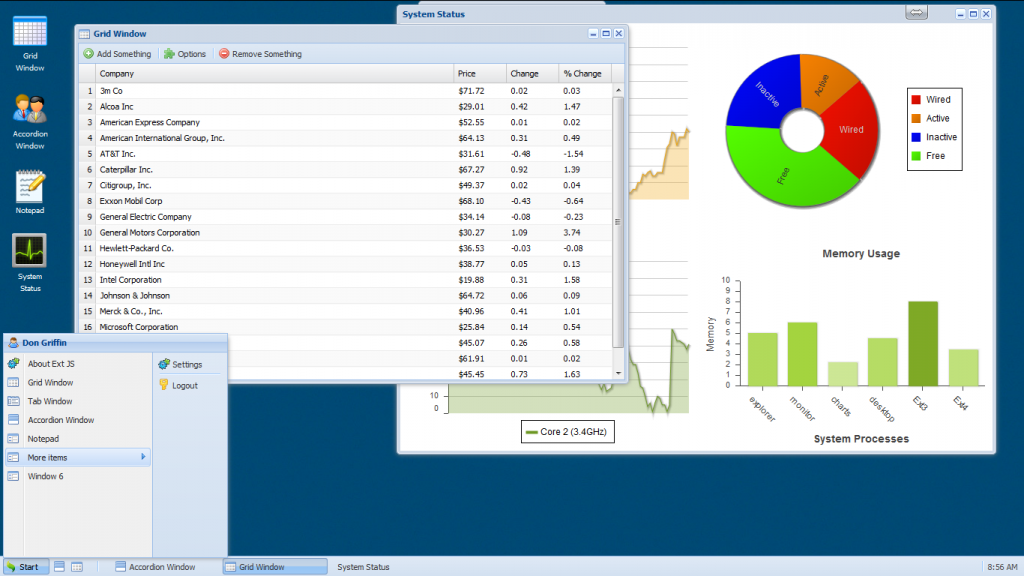 Grid
Window
Accordion
Window
Notepad
System
Status
System Status
Grid Window
Add Something Options Remove Something
Company Price Change % Change
1 3m Co $71.72 0.02 0.03
2 Alcoa Inc $29.01 0.42 1.47
3 American Express Company $52.55 0.01 0.02
4 American International Group, Inc. $64.13 0.31 0.49
5 AT&T Inc. $31.61 -0.48 -1.54
6 Caterpillar Inc. $67.27 0.92 1.39
7 Citigroup, Inc. $49.37 0.02 0.04
8 Exxon Mobil Corp $68.10 -0.43 -0.64
9 General Electric Company $34.14 -0.08 -0.23
10 General Motors Corporation $30.27 1.09 3.74
11 Hewlett-Packard Co. $36.53 -0.03 -0.08
12 Honeywell Intl Inc $38.77 0.05 0.13
13 Intel Corporation $19.88 0.31 1.58
14 Johnson & Johnson $64.72 0.06 0.09
15 Merck & Co., Inc. $40.96 0.41 1.01
16 Microsoft Corporation $25.84 0.14 0.54
$45.07 0.26 0.58
$61.91 0.01 0.02
$45.45 0.73 1.63
Active
Inactive
Wired
Free
Wired
Active
Inactive
Free
Memory Usage
10
9
8
7
6
5
4
3
2
1
0
Memory
explorer monitor charts desktop Ext3 Ext4
System Processes
10
0
Core 2 (3.4GHz)
Don Griffin
About Ext JS
Grid Window
Tab Window
Accordion Window
Notepad
More items
Window 6
Settings
Logout
Start Accordion Window Grid Window System Status 8:56 AM